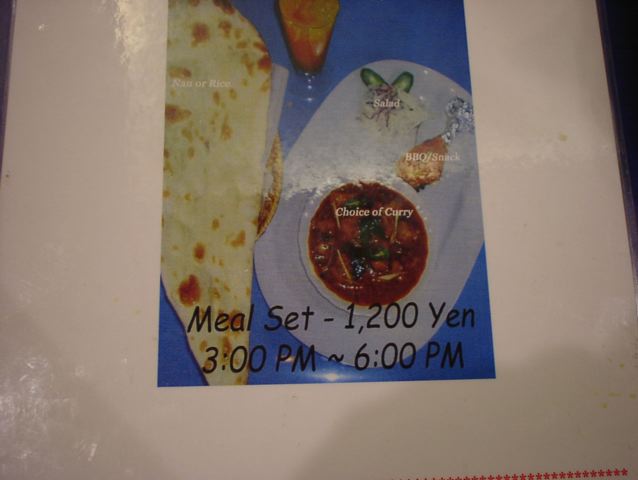 Nan or Rice
Salad
BBQ/Snack
Choice of Curry
Meal Set - 1,200 Yen
3:00 PM ~ 6:00 PM